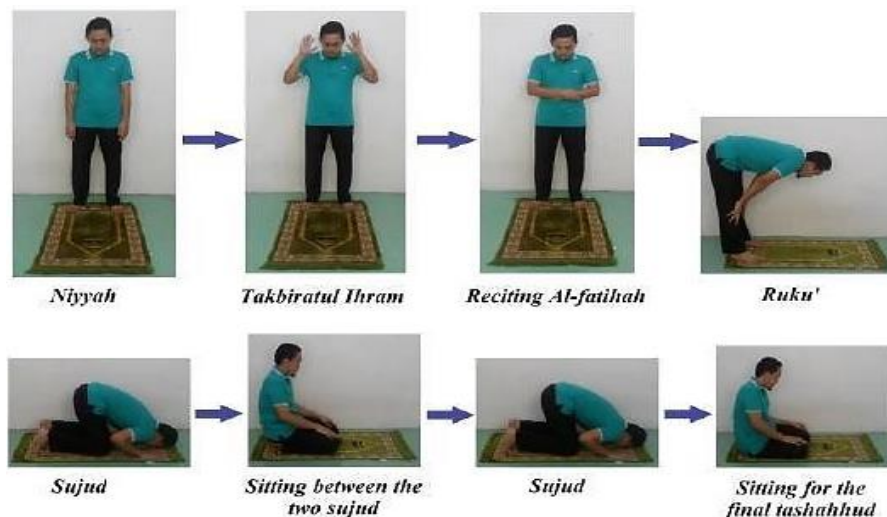 Niyyah
Takbiratul Ihram
Reciting Al-fatihah
Ruku'
Sujud
Sitting between the
two sujud
Sujud
Sitting for the
final tashahhud